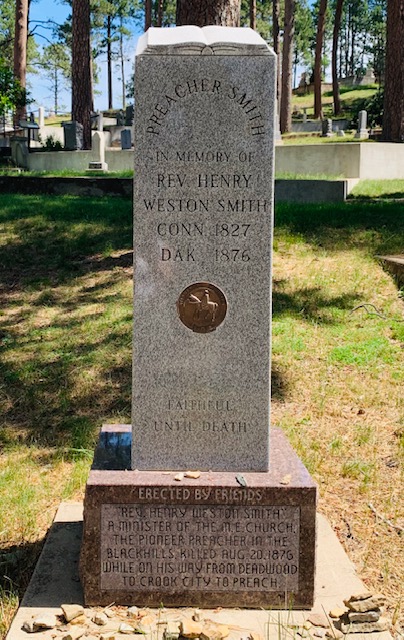 PREACHER SMITH
IN MEMORY OF
REV. HENRY
WESTON SMITH
CONN. 1827
DAK. 1876
FAITHFUL
UNTIL DEATH
ERECTED BY FRIENDS
"REV. HENRY WESTON SMITH"
A MINISTER OF THE M.E. CHURCH.
THE PIONEER PREACHER IN THE
BLACKHILLS. KILLED AUG. 20, 1876
WHILE ON HIS WAY FROM DEADWOOD
TO CROOK CITY TO PREACH.